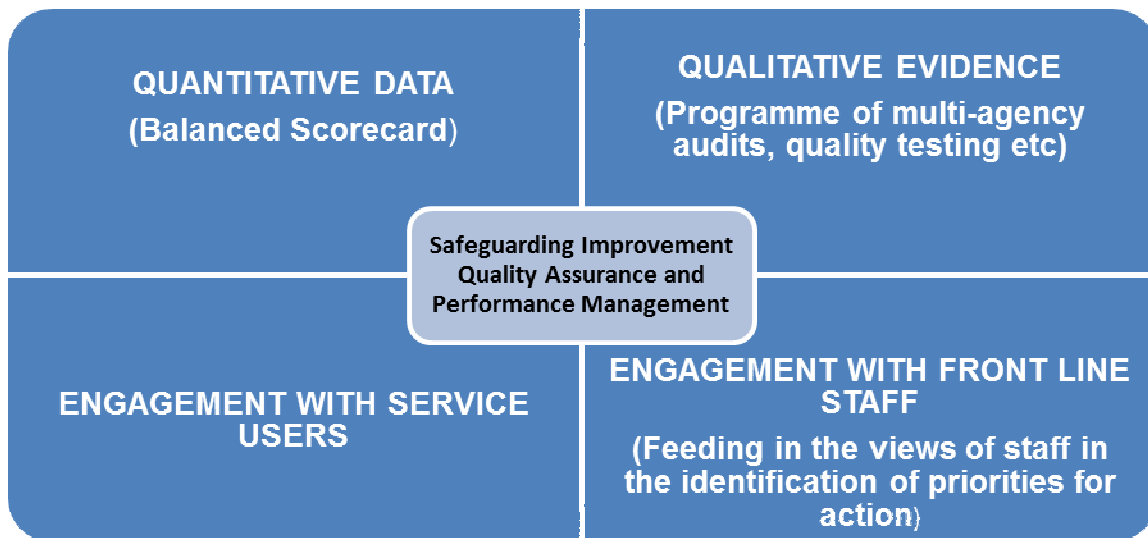 QUANTITATIVE DATA
(Balanced Scorecard)
QUALITATIVE EVIDENCE
(Programme of multi-agency
audits, quality testing etc)
Safeguarding Improvement
Quality Assurance and
Performance Management
ENGAGEMENT WITH SERVICE
USERS
ENGAGEMENT WITH FRONT LINE
STAFF
(Feeding in the views of staff in
the identification of priorities for
action)